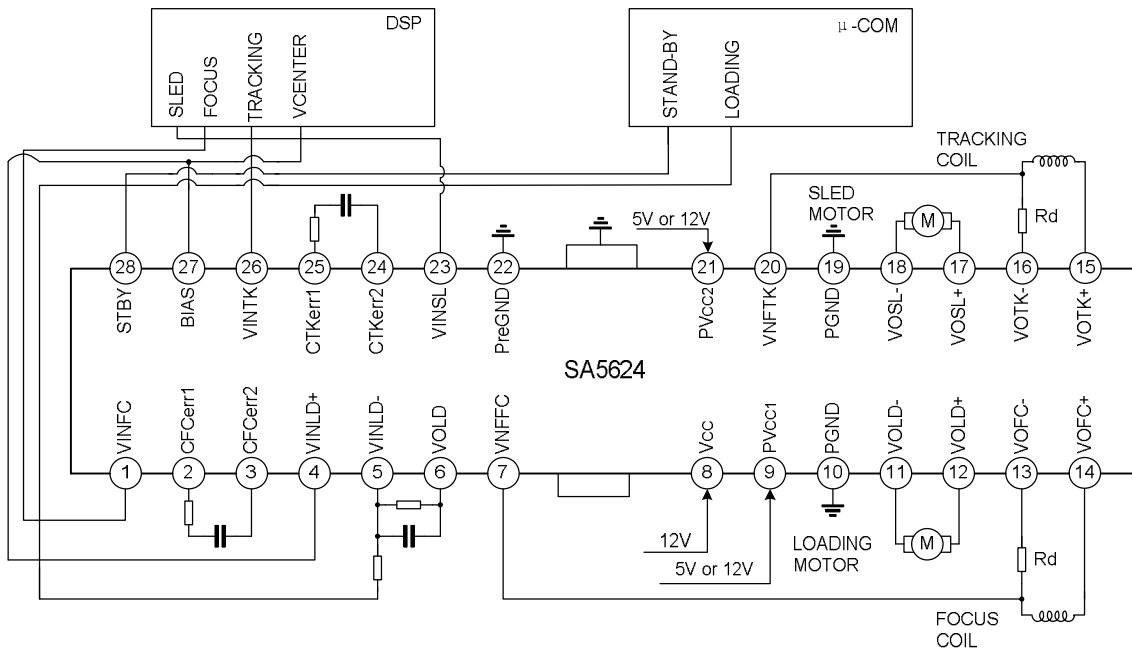 DSP
SLED
FOCUS
TRACKING
VCENTER
μ-COM
STAND-BY
LOADING
TRACKING
COIL
SLED
MOTOR
5V or 12V
M
Rd
28
27
26
25
24
23
22
21
20
19
18
17
16
15
STBY
BIAS
VINTK
CTKerr1
CTKerr2
VINSL
PreGND
PVcc2
VNFTK
PGND
VOSL-
VOSL+
VOTK-
VOTK+
SA5624
VINFC
CFCerr1
CFCerr2
VINLD+
VINLD-
VOLD
VNFFC
Vcc
PVcc1
PGND
VOLD-
VOLD+
VOFC-
VOFC+
1
2
3
4
5
6
7
8
9
10
11
12
13
14
12V
5V or 12V
LOADING
MOTOR
M
Rd
FOCUS
COIL